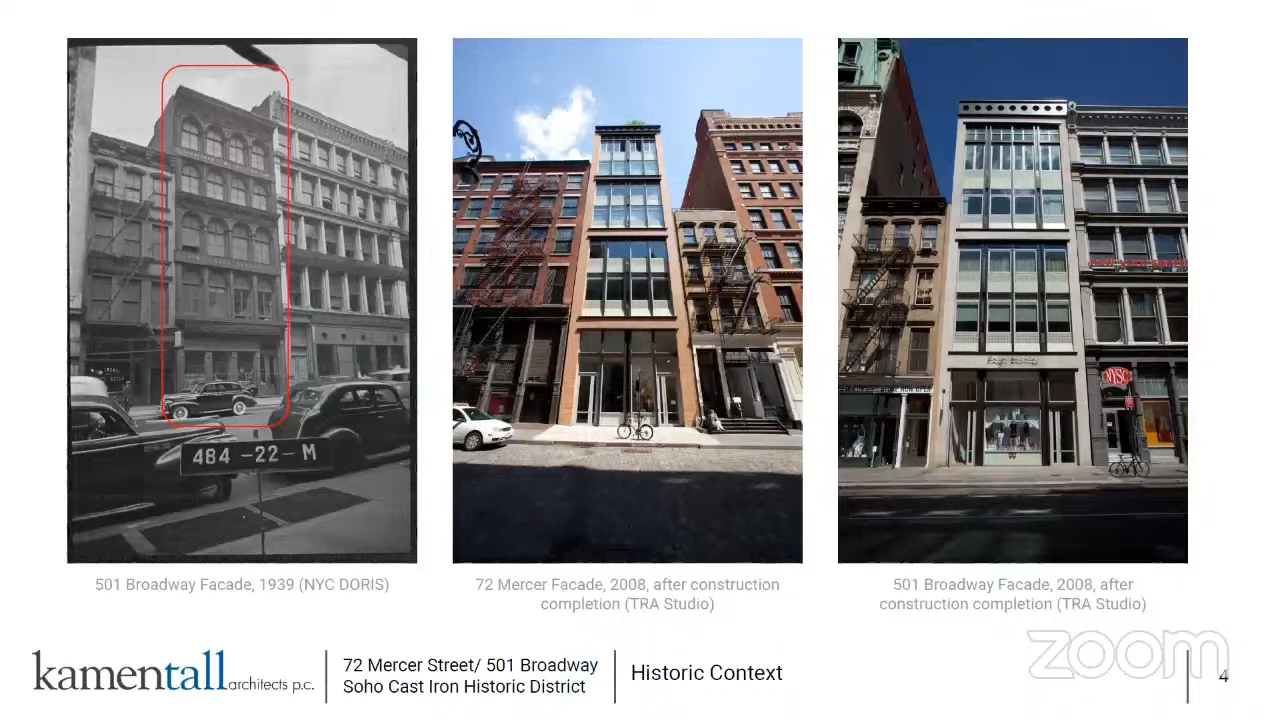 484-22-M
NYSC
501 Broadway Facade, 1939 (NYC DORIS)
72 Mercer Facade, 2008, after construction
completion (TRA Studio)
501 Broadway Facade, 2008, after
construction completion (TRA Studio)
zoom
kamentall architects p.c.
72 Mercer Street/ 501 Broadway
Soho Cast Iron Historic District
Historic Context
4